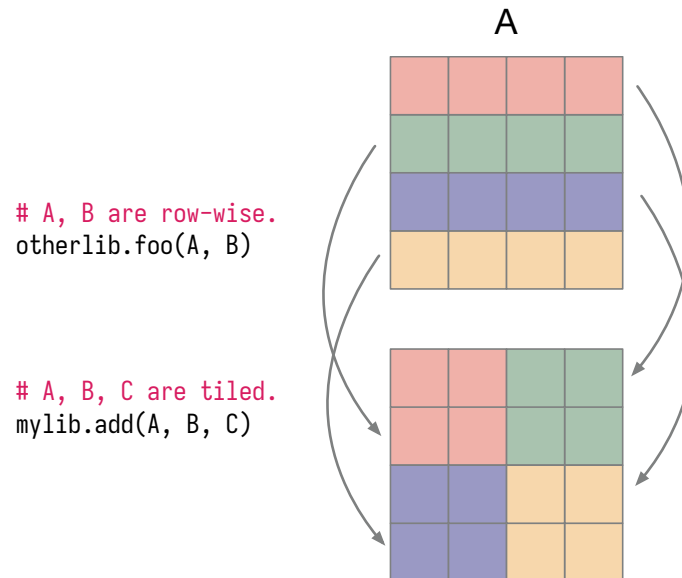 A
# A, B are row-wise.
otherlib.foo(A, B)
# A, B, C are tiled.
mylib.add(A, B, C)